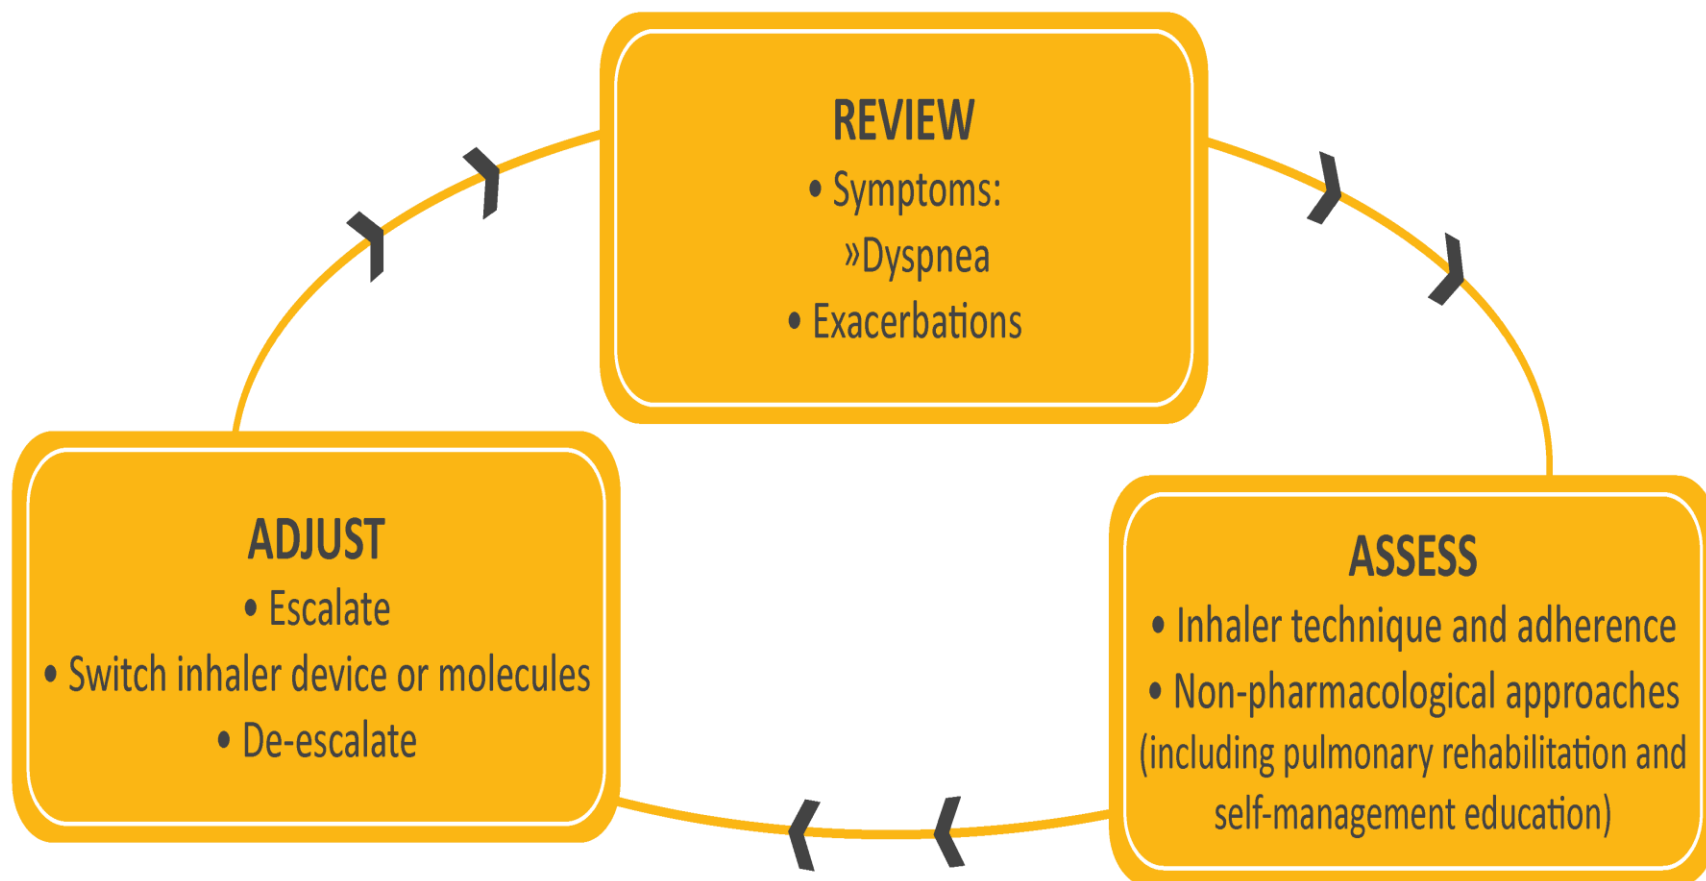 REVIEW
• Symptoms:
»Dyspnea
• Exacerbations
ASSESS
• Inhaler technique and adherence
• Non-pharmacological approaches
(including pulmonary rehabilitation and
self-management education)
ADJUST
• Escalate
• Switch inhaler device or molecules
• De-escalate